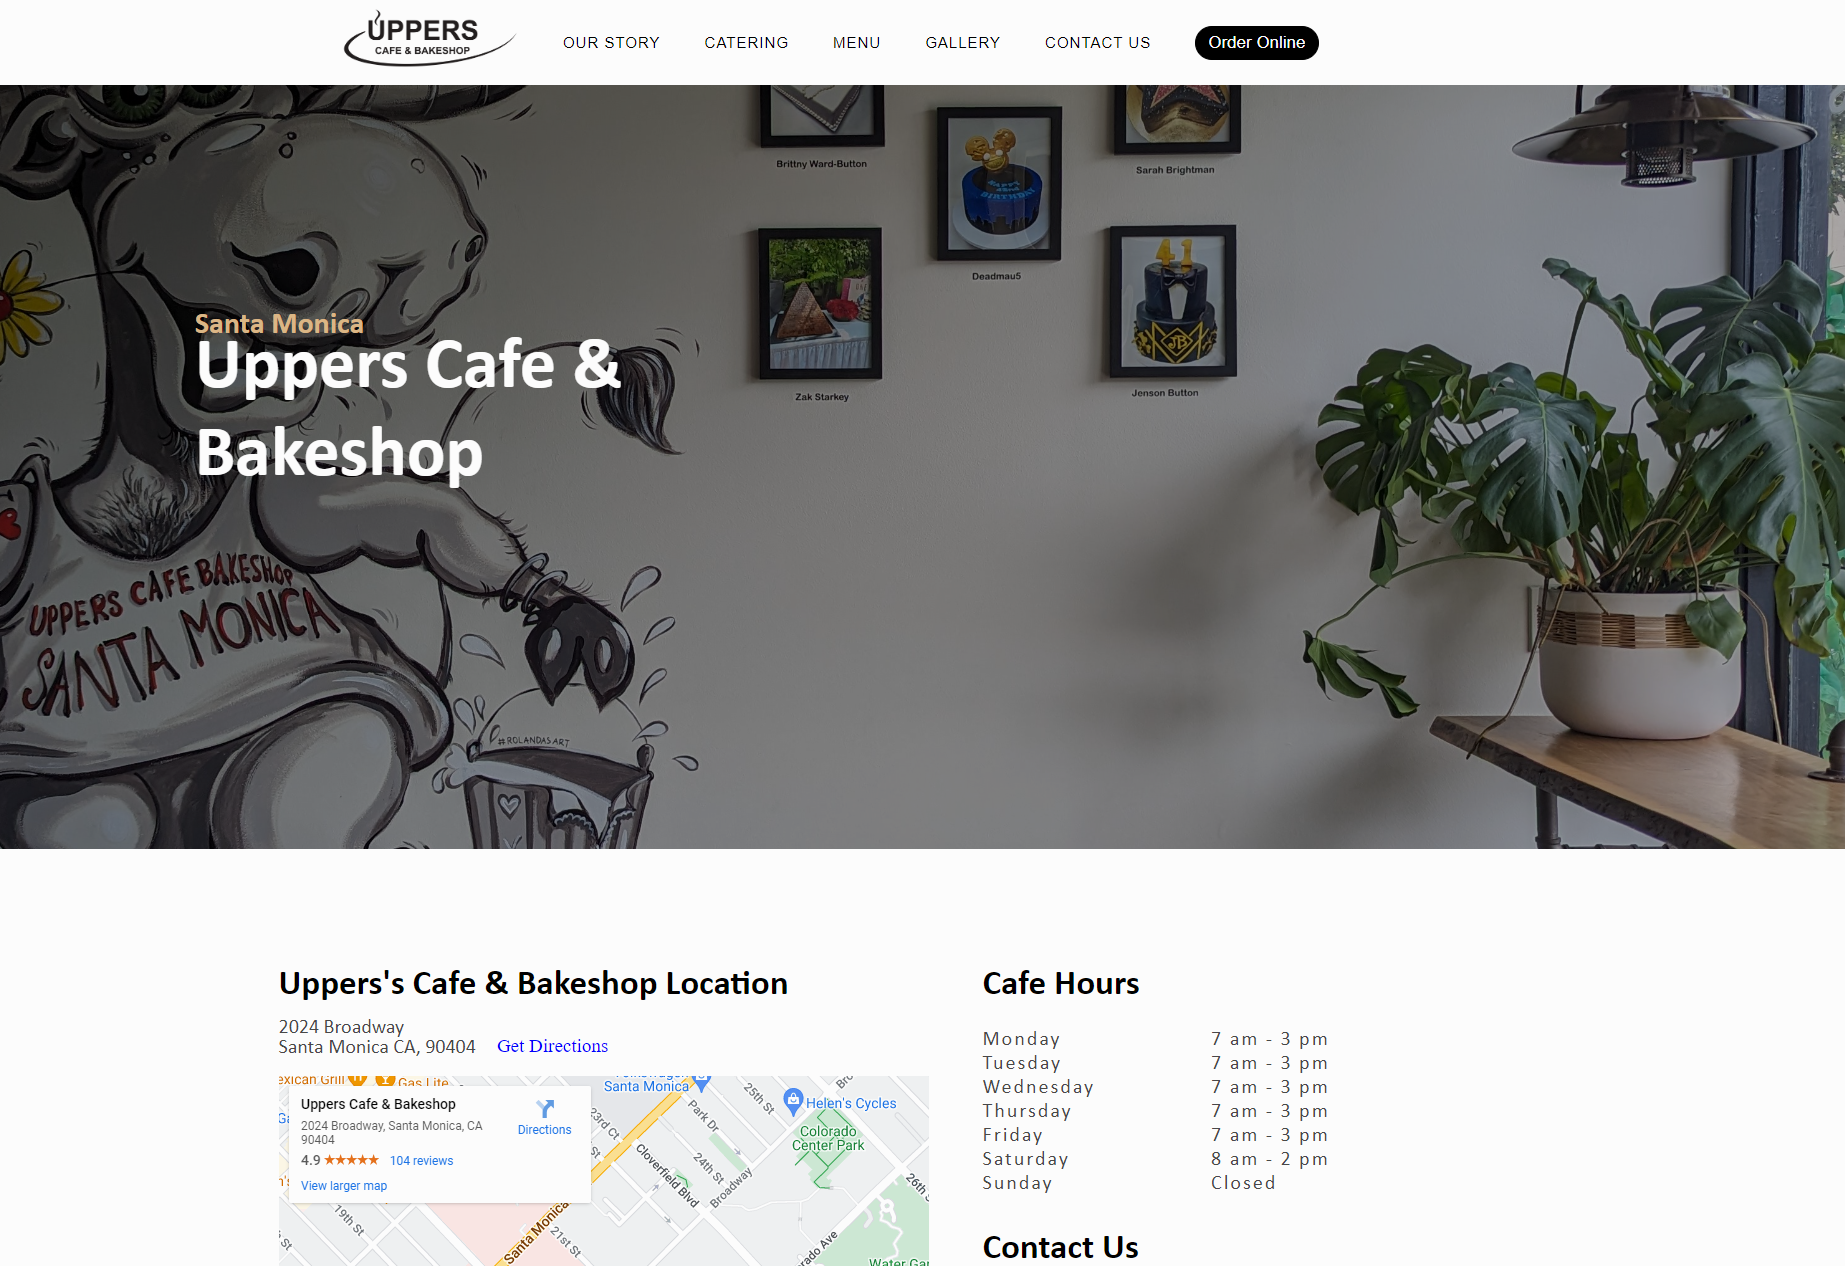 UPPERS
CAFE & BAKESHOP
OUR STORY
CATERING
MENU
GALLERY
CONTACT US
Order Online
Brittny Ward-Button
Sarah Brightman
HAPPY
BIRTHDAY
Deadmau5
41
JB
Zak Starkey
Jenson Button
Santa Monica
Uppers Cafe &
Bakeshop
UPPERS CAFE BAKESHOP
SANTA MONICA
#ROLANDASART
Uppers's Cafe & Bakeshop Location
2024 Broadway
Santa Monica CA, 90404
Get Directions
exican Grill
Gas Lite
Santa Monica
25th St
Helen's Cycles
Park Dr
Colorado
Center Park
23rd Ct
Cloverfield Blvd
24th St
Broadway
26th
19th St
21st St
Santa Monica
Uppers Cafe & Bakeshop
2024 Broadway, Santa Monica, CA
90404
4.9
104 reviews
View larger map
Directions
Cafe Hours
Monday 7 am - 3 pm
Tuesday 7 am - 3 pm
Wednesday 7 am - 3 pm
Thursday 7 am - 3 pm
Friday 7 am - 3 pm
Saturday 8 am - 2 pm
Sunday Closed
Contact Us